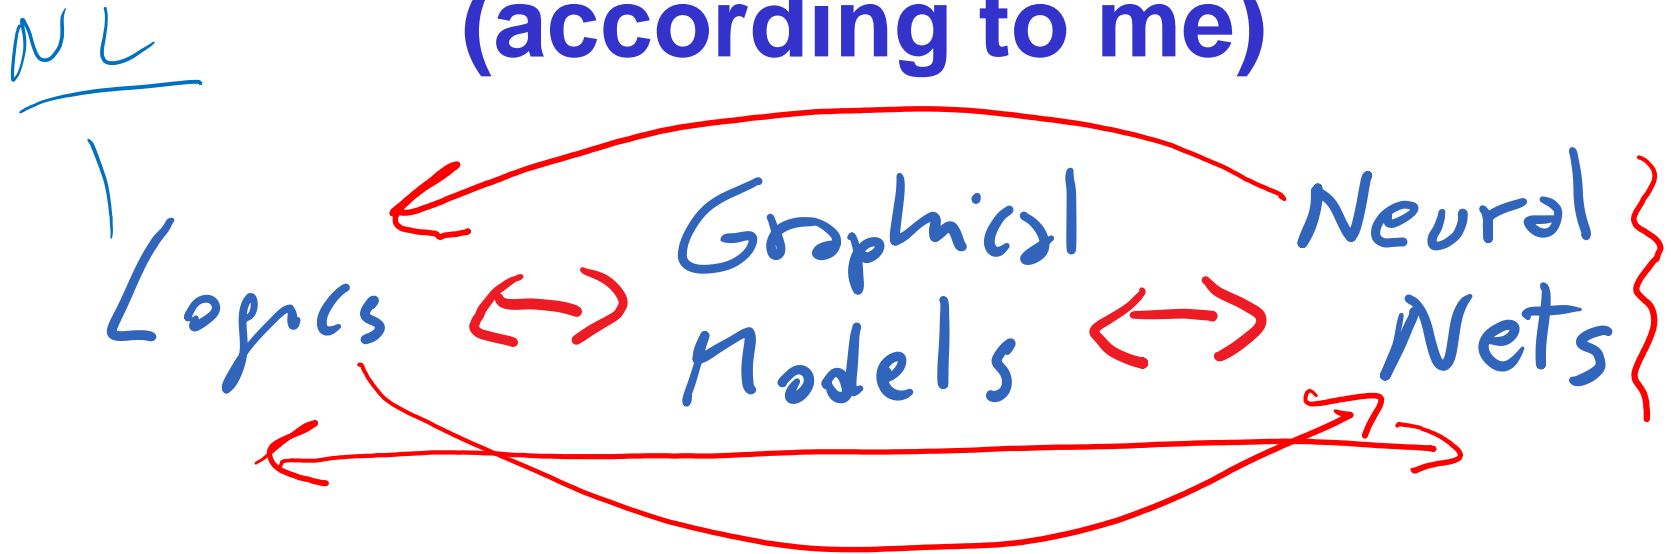 (according to me)
NL
Logics
Graphical
Models
Neural
Nets